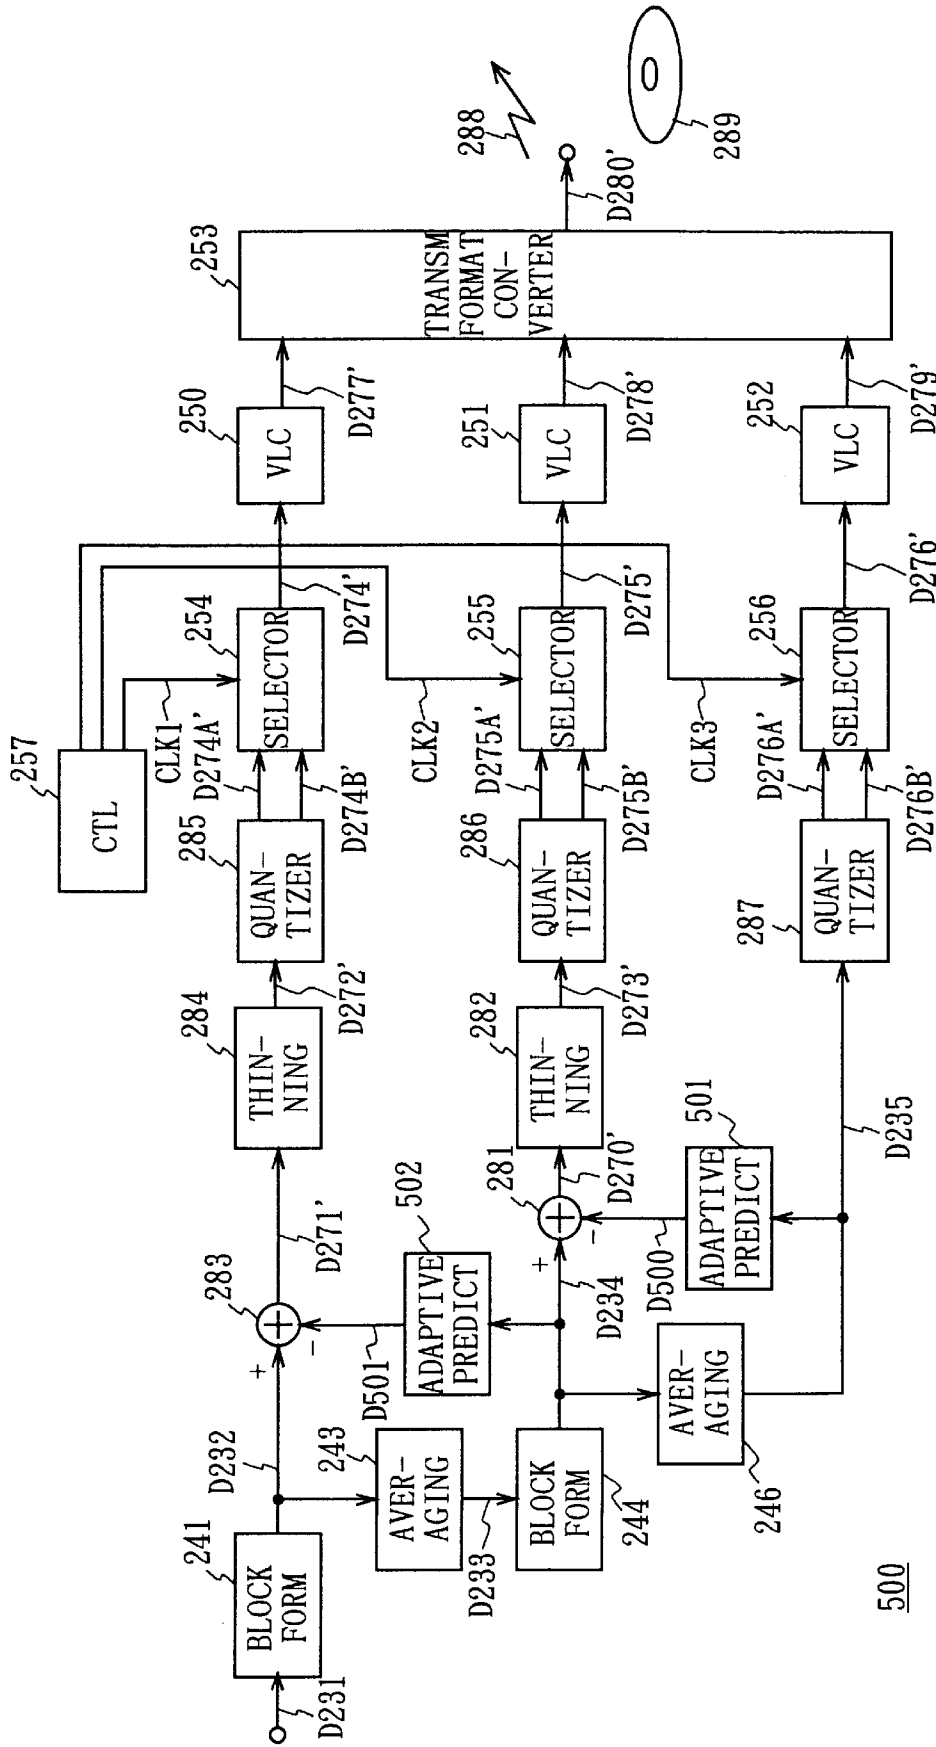 257
CTL
CLK1
D274A'
D274B'
254
SELECTOR
D274'
250
VLC
D277'
253
TRANSM
FORMAT
CON-
VERTER
D280'
288
289
D231
241
BLOCK
FORM
D232
+
283
-
D271'
284
THIN-
NING
D272'
285
QUAN-
TIZER
243
AVER-
AGING
D233
D501
502
ADAPTIVE
PREDICT
244
BLOCK
FORM
D234
+
281
-
D270'
282
THIN-
NING
D273'
286
QUAN-
TIZER
CLK2
D275A'
D275B'
255
SELECTOR
D275'
251
VLC
D278'
246
AVER-
AGING
D500
501
ADAPTIVE
PREDICT
D235
287
QUAN-
TIZER
CLK3
D276A'
D276B'
256
SELECTOR
D276'
252
VLC
D279'
500